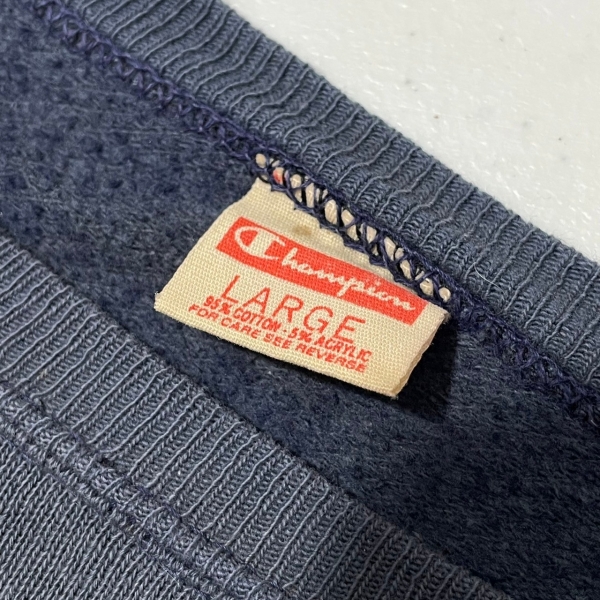 Champion
LARGE
95% COTTON - 5% ACRYLIC
FOR CARE SEE REVERSE